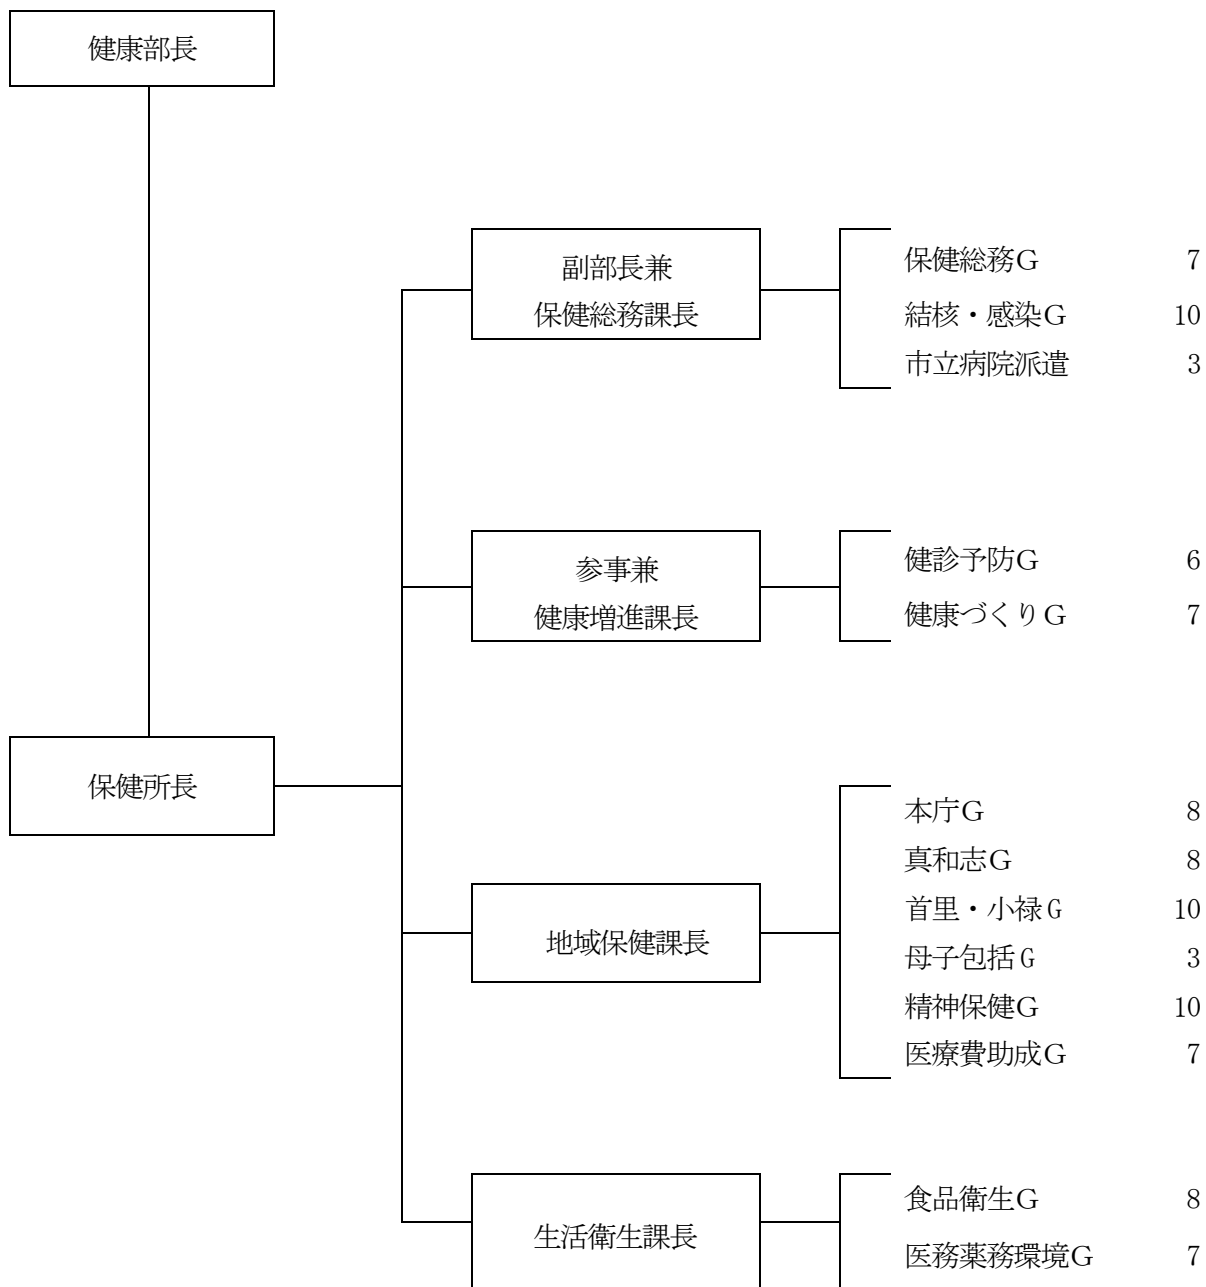 健康部長
副部長兼
保健総務課長
保健総務Ｇ 7
結核・感染Ｇ 10
市立病院派遣 3
参事兼
健康増進課長
健診予防Ｇ 6
健康づくりＧ 7
保健所長
地域保健課長
本庁Ｇ 8
真和志Ｇ 8
首里・小禄G 10
母子包括G 3
精神保健Ｇ 10
医療費助成Ｇ 7
生活衛生課長
食品衛生Ｇ 8
医務薬務環境Ｇ 7